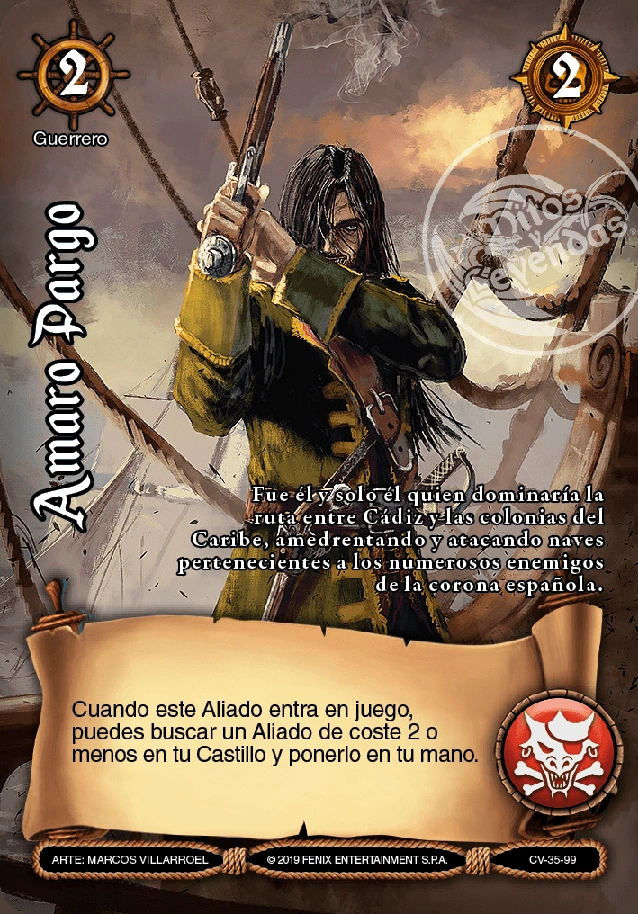 2
2
Guerrero
Mitos
y
Leyendas
Amaro Pargo
Fue él y solo él quien dominaría la
ruta entre Cádiz y las colonias del
Caribe, amedrentando y atacando naves
pertenecientes a los numerosos enemigos
de la corona española.
Cuando este Aliado entra en juego,
puedes buscar un Aliado de coste 2 o
menos en tu Castillo y ponerlo en tu mano.
ARTE: MARCOS VILLARROEL
© 2019 FENIX ENTERTAINMENT S.P.A.
CV-35-99